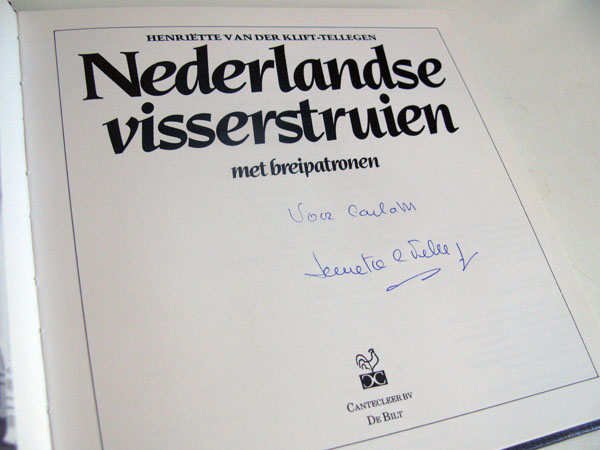 HENRIËTTE VAN DER KLIFT-TELLEGEN
Nederlandse
visserstruien
met breipatronen
Voor
CANTECLEER BV
DE BILT